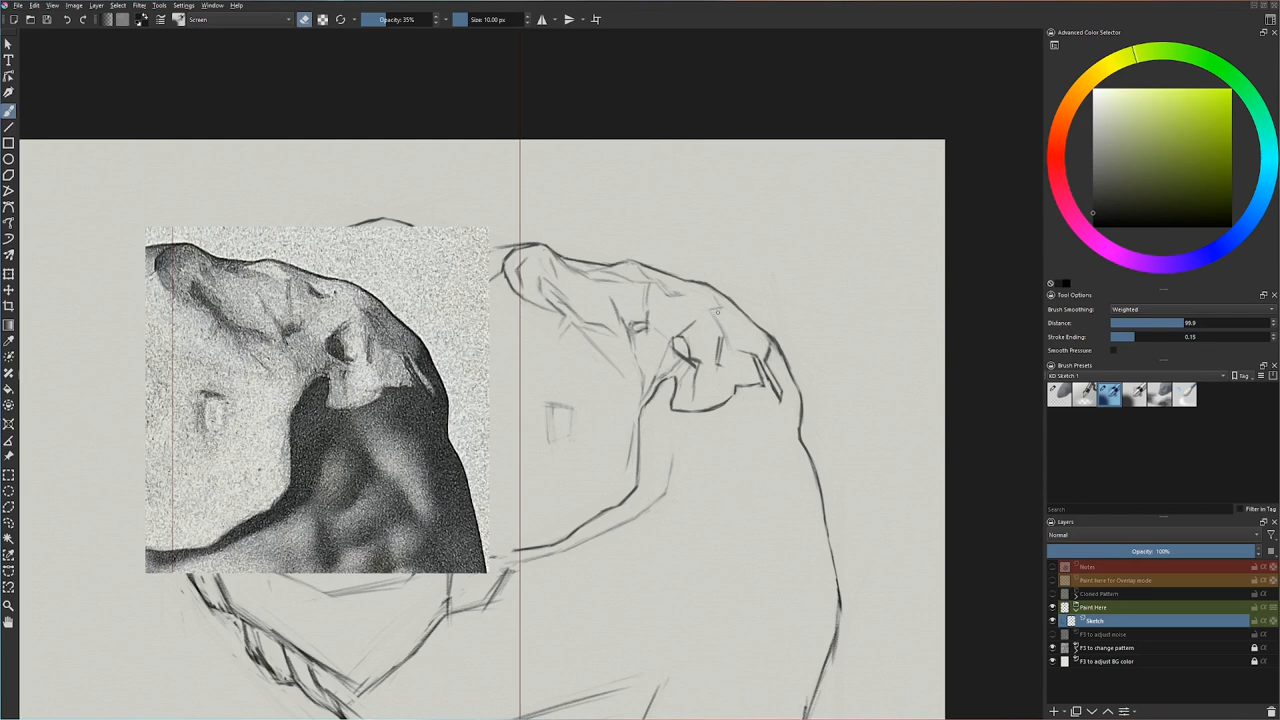 File Edit View Image Layer Select Filter Tools Settings Window Help
Screen Opacity: 35% Size: 10.00 px
Advanced Color Selector
Tool Options
Brush Smoothing: Weighted
Distance: 99.9
Stroke Ending: 0.15
Smooth Pressure:
Brush Presets
KD Sketch 1 Tag
Search Filter in Tag
Layers
Normal
Opacity: 100%
Notes
Paint here for Overlay mode
Cloned Pattern
Paint Here
Sketch
F3 to adjust noise
F3 to change pattern
F3 to adjust BG color